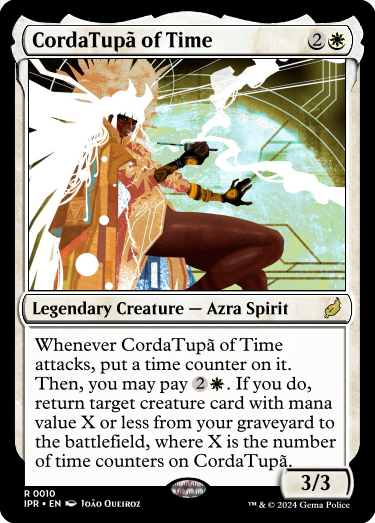 CordaTupã of Time 2
Legendary Creature — Azra Spirit
Whenever CordaTupã of Time
attacks, put a time counter on it.
Then, you may pay 2. If you do,
return target creature card with mana
value X or less from your graveyard to
the battlefield, where X is the number
of time counters on CordaTupã.
3/3
R 0010
IPR • EN João Queiroz
™ & © 2024 Gema Police